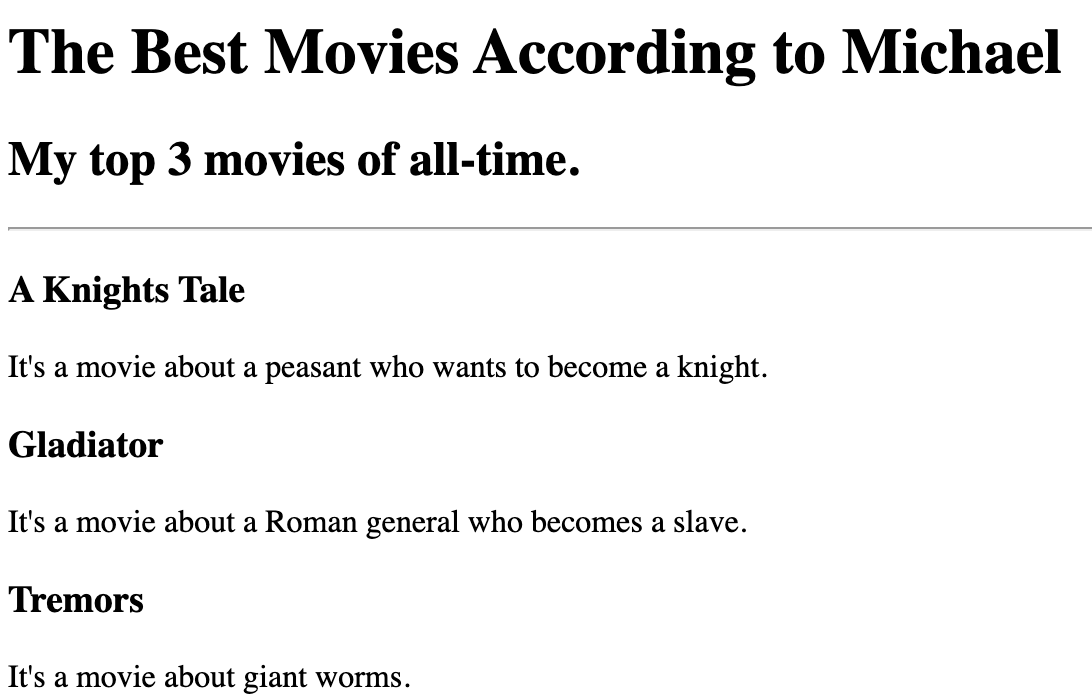 The Best Movies According to Michael
My top 3 movies of all-time.
A Knights Tale
It's a movie about a peasant who wants to become a knight.
Gladiator
It's a movie about a Roman general who becomes a slave.
Tremors
It's a movie about giant worms.